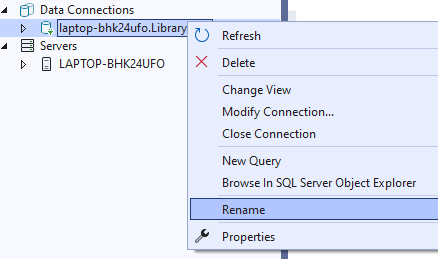 Data Connections
laptop-bhk24ufo.Library
Servers
LAPTOP-BHK24UFO
Refresh
Delete
Change View
Modify Connection...
Close Connection
New Query
Browse In SQL Server Object Explorer
Rename
Properties